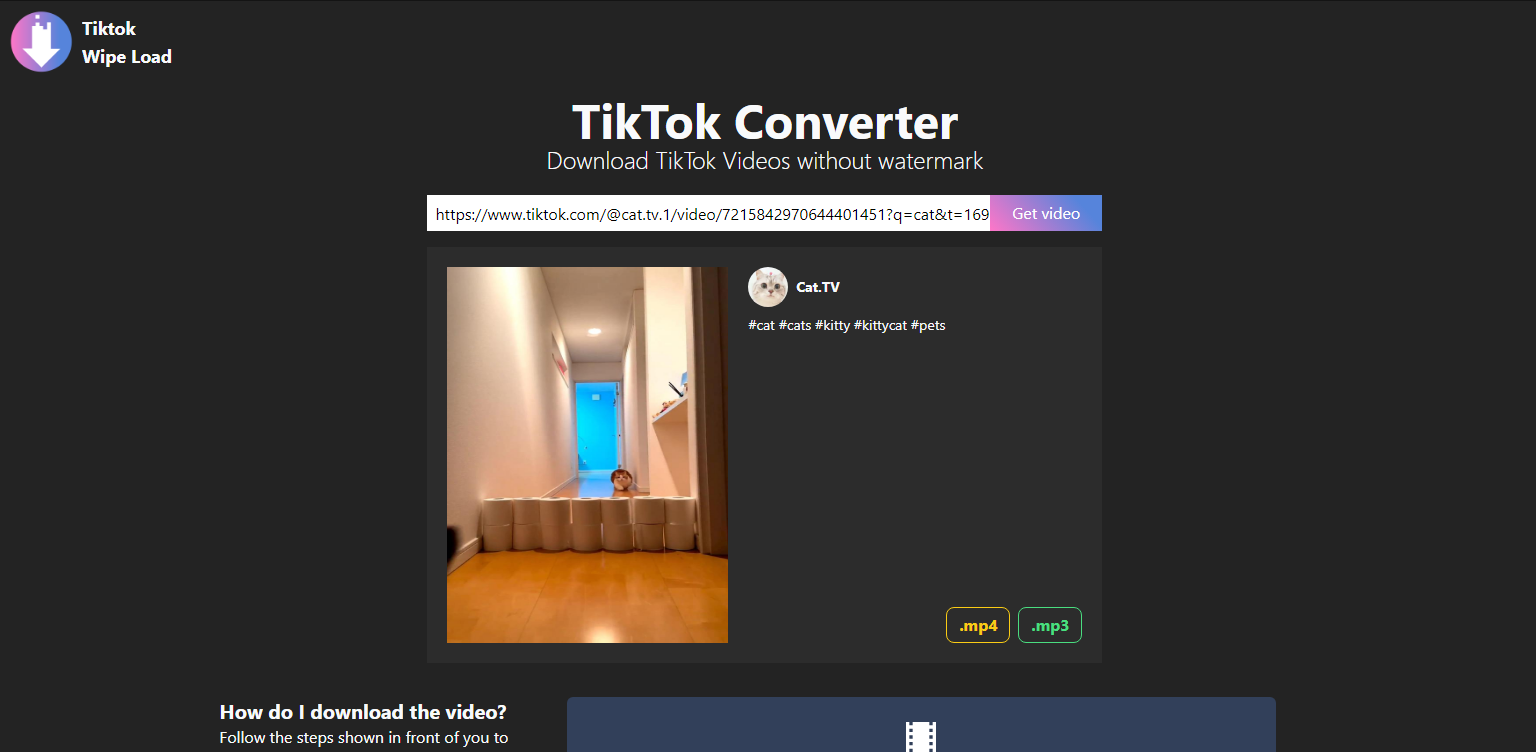 Tiktok
Wipe Load
TikTok Converter
Download TikTok Videos without watermark
https://www.tiktok.com/@cat.tv.1/video/7215842970644401451?q=cat&t=169
Get video
Cat.TV
#cat #cats #kitty #kittycat #pets
.mp4
.mp3
How do I download the video?
Follow the steps shown in front of you to